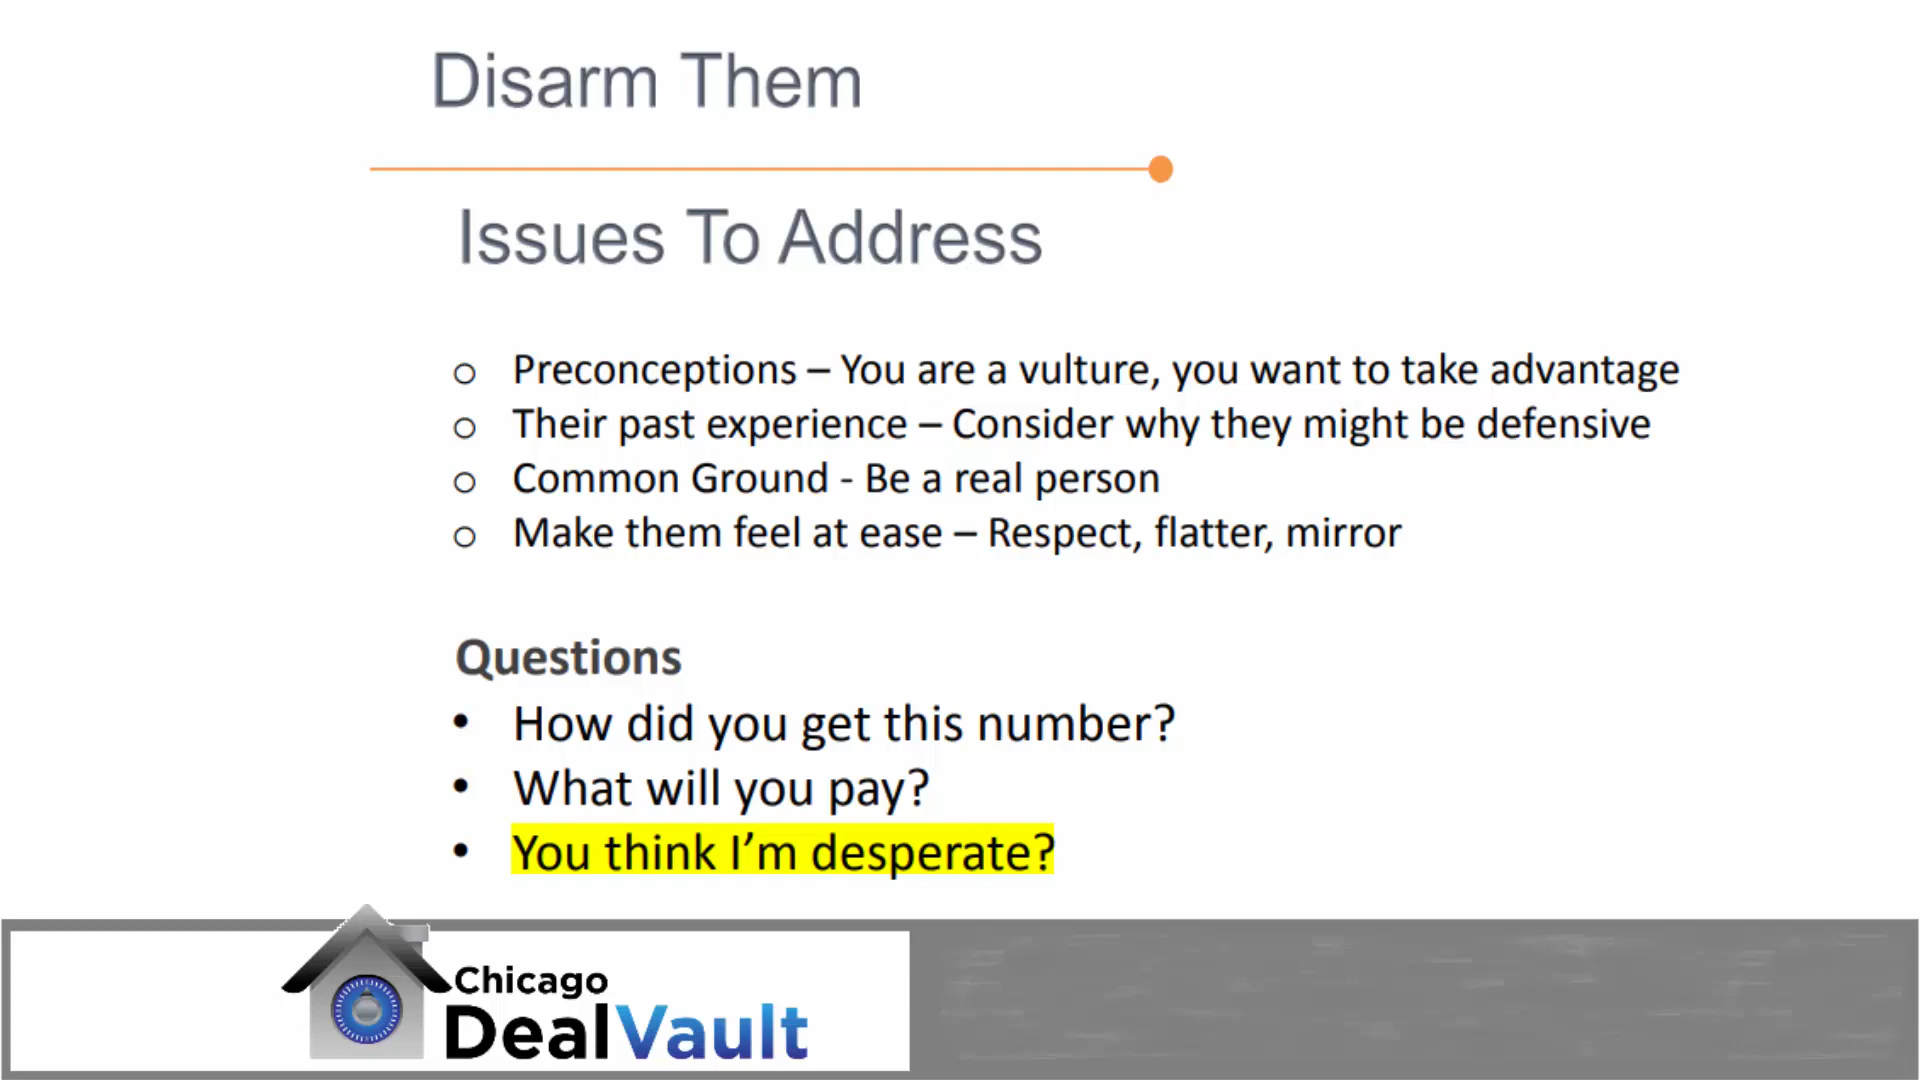 Disarm Them
Issues To Address
o Preconceptions – You are a vulture, you want to take advantage
o Their past experience – Consider why they might be defensive
o Common Ground - Be a real person
o Make them feel at ease – Respect, flatter, mirror
Questions
• How did you get this number?
• What will you pay?
• You think I’m desperate?
Chicago
DealVault